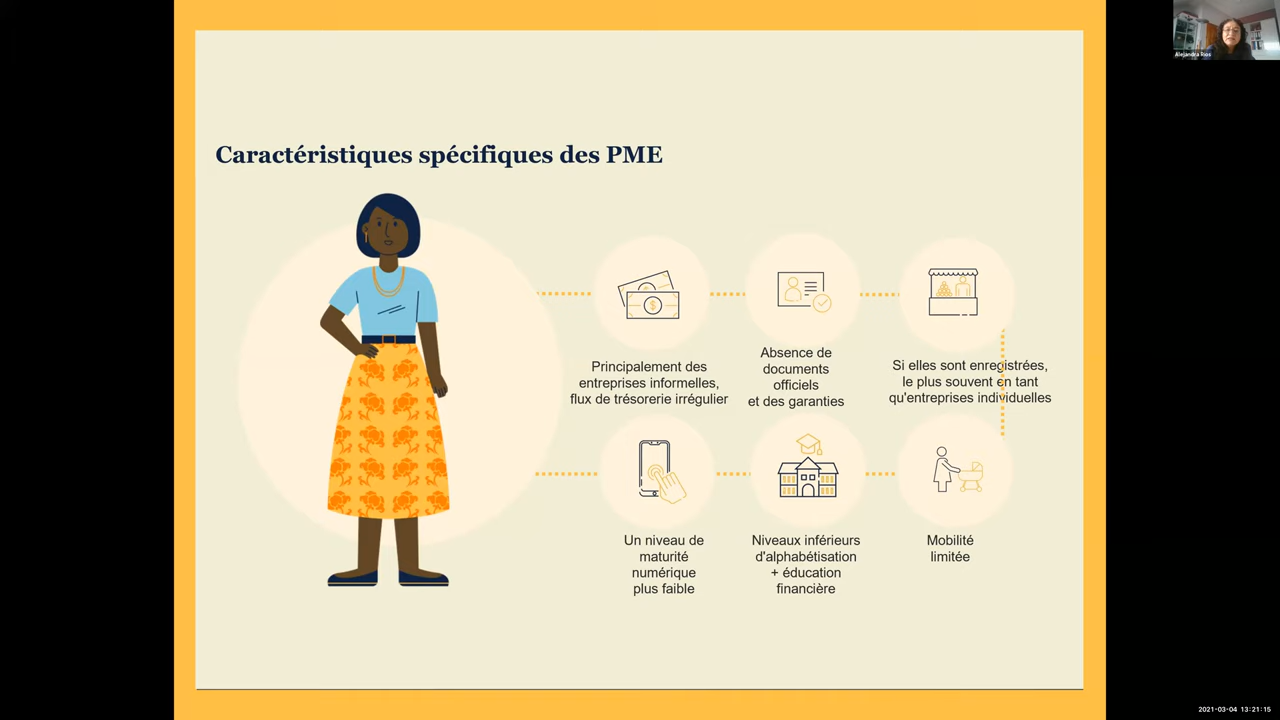 Alejandra Rios
Caractéristiques spécifiques des PME
Principalement des
entreprises informelles,
flux de trésorerie irrégulier
Absence de
documents
officiels
et des garanties
Si elles sont enregistrées,
le plus souvent en tant
qu'entreprises individuelles
Un niveau de
maturité
numérique
plus faible
Niveaux inférieurs
d'alphabétisation
+ éducation
financière
Mobilité
limitée
2021-03-04 13:21:15